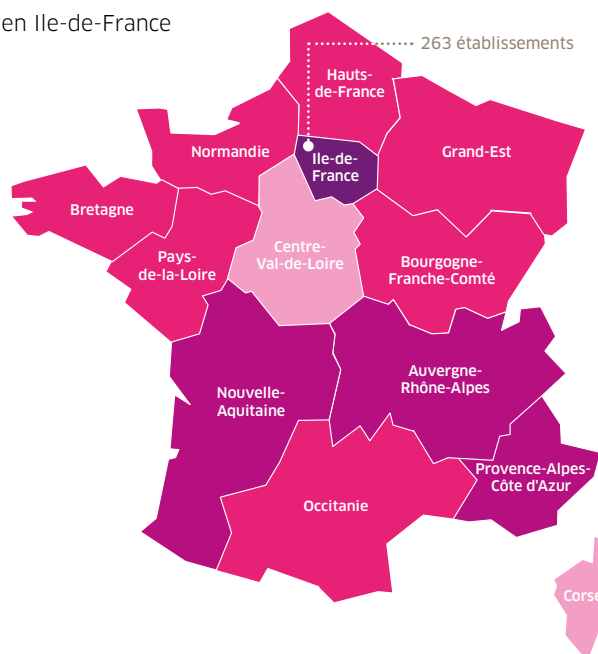 en Ile-de-France
263 établissements
Hauts-
de-France
Normandie
Ile-de-
France
Grand-Est
Bretagne
Pays-
de-la-Loire
Centre-
Val-de-Loire
Bourgogne-
Franche-Comté
Nouvelle-
Aquitaine
Auvergne-
Rhône-Alpes
Provence-Alpes-
Côte d'Azur
Occitanie
Corse